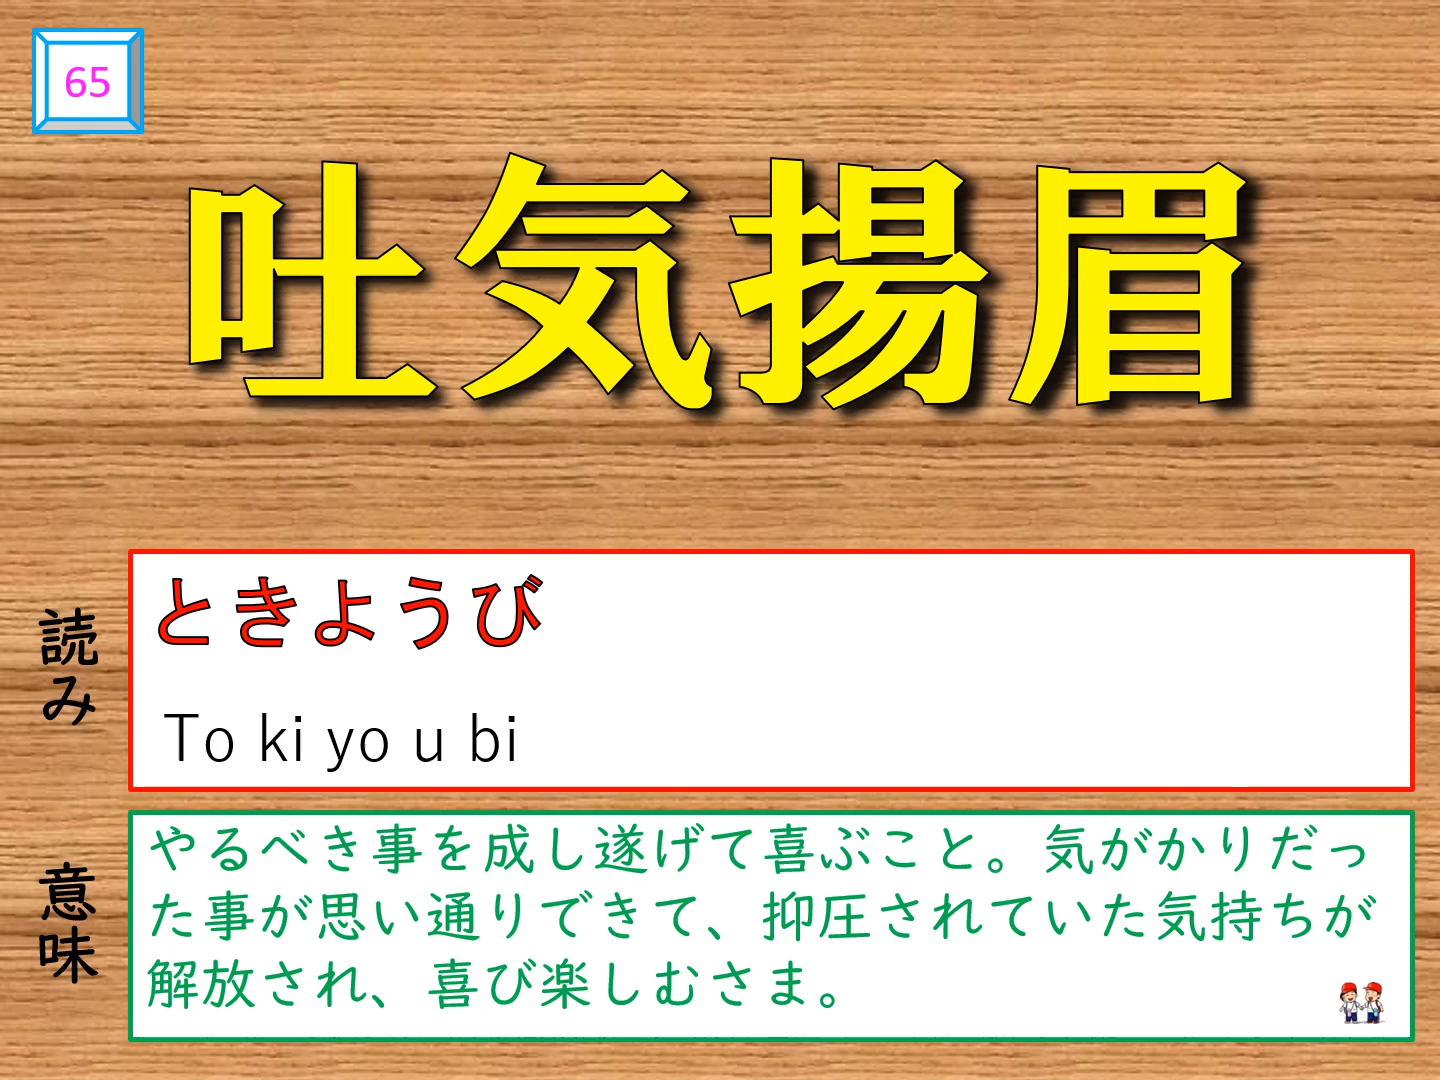 65
吐気揚眉
読み
ときようび
To ki yo u bi
意味
やるべき事を成し遂げて喜ぶこと。気がかりだっ
た事が思い通りできて、抑圧されていた気持ちが
解放され、喜び楽しむさま。